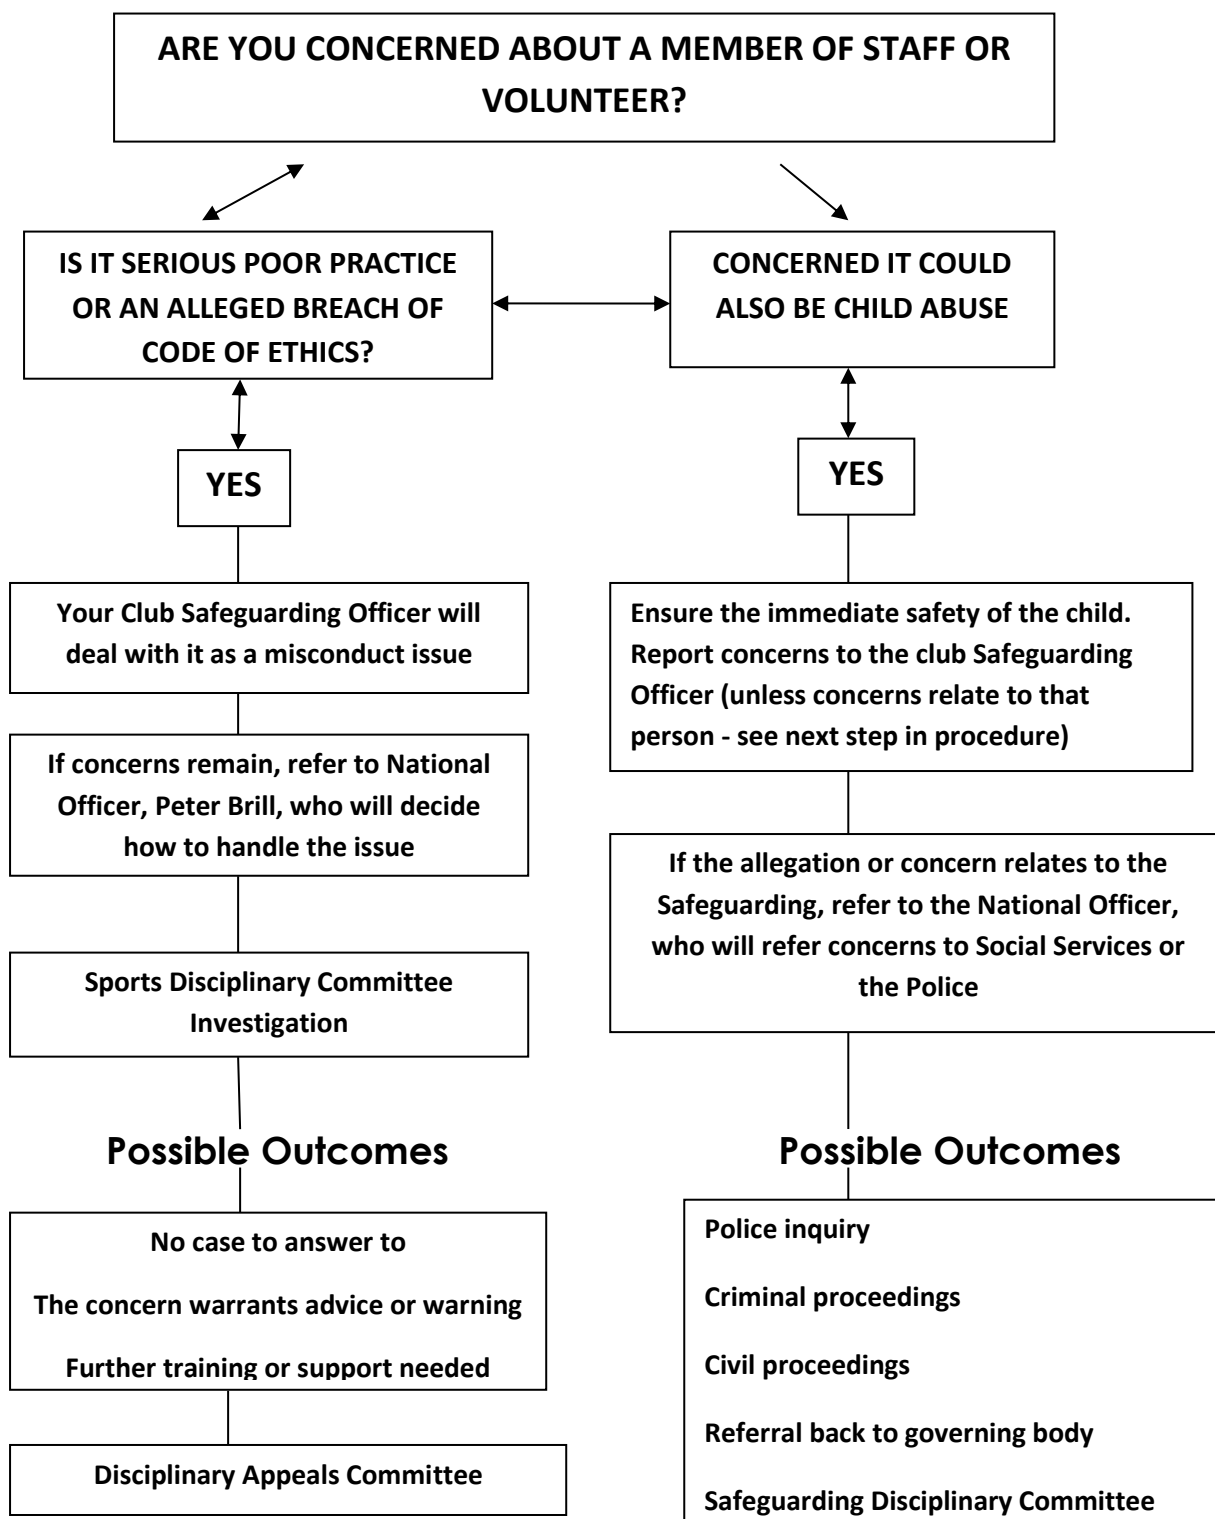 ARE YOU CONCERNED ABOUT A MEMBER OF STAFF OR
VOLUNTEER?
IS IT SERIOUS POOR PRACTICE
OR AN ALLEGED BREACH OF
CODE OF ETHICS?
CONCERNED IT COULD
ALSO BE CHILD ABUSE
YES
YES
Your Club Safeguarding Officer will
deal with it as a misconduct issue
Ensure the immediate safety of the child.
Report concerns to the club Safeguarding
Officer (unless concerns relate to that
person - see next step in procedure)
If concerns remain, refer to National
Officer, Peter Brill, who will decide
how to handle the issue
If the allegation or concern relates to the
Safeguarding, refer to the National Officer,
who will refer concerns to Social Services or
the Police
Sports Disciplinary Committee
Investigation
Possible Outcomes
Possible Outcomes
No case to answer to
The concern warrants advice or warning
Further training or support needed
Disciplinary Appeals Committee
Police inquiry
Criminal proceedings
Civil proceedings
Referral back to governing body
Safeguarding Disciplinary Committee